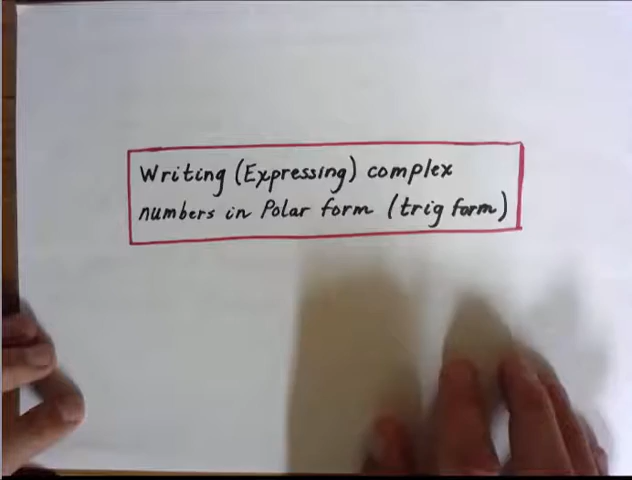 Writing (Expressing) complex
numbers in Polar form (trig form)